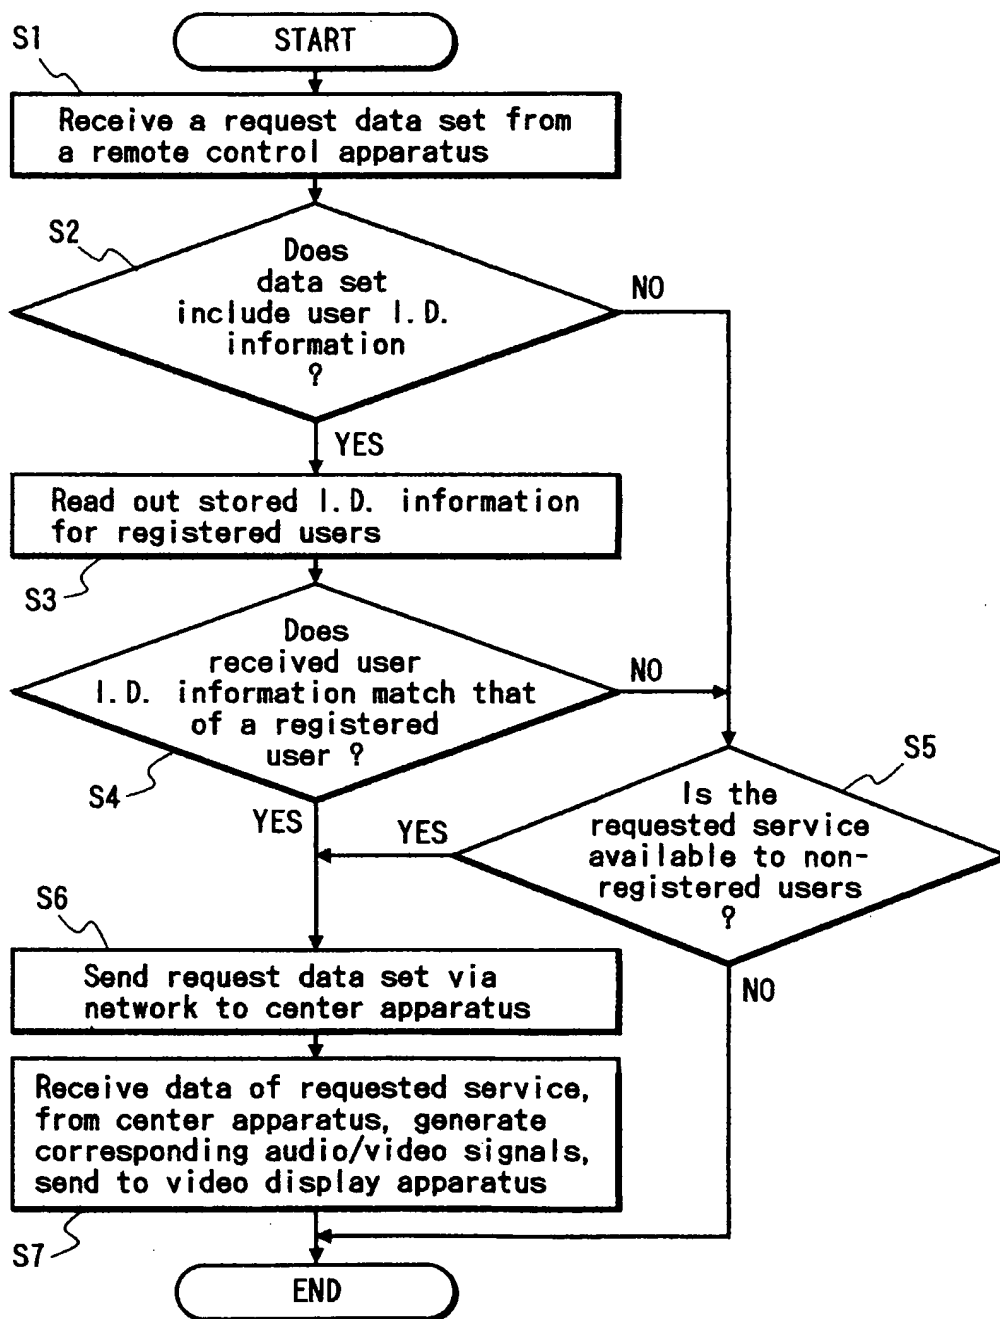 S1
START
Receive a request data set from
a remote control apparatus
S2
Does
data set
include user I.D.
information
?
NO
YES
Read out stored I.D. information
for registered users
S3
Does
received user
I.D. information match that
of a registered
user ?
NO
S4
YES
S5
Is the
requested service
available to non-
registered users
?
YES
NO
S6
Send request data set via
network to center apparatus
Receive data of requested service,
from center apparatus, generate
corresponding audio/video signals,
send to video display apparatus
S7
END